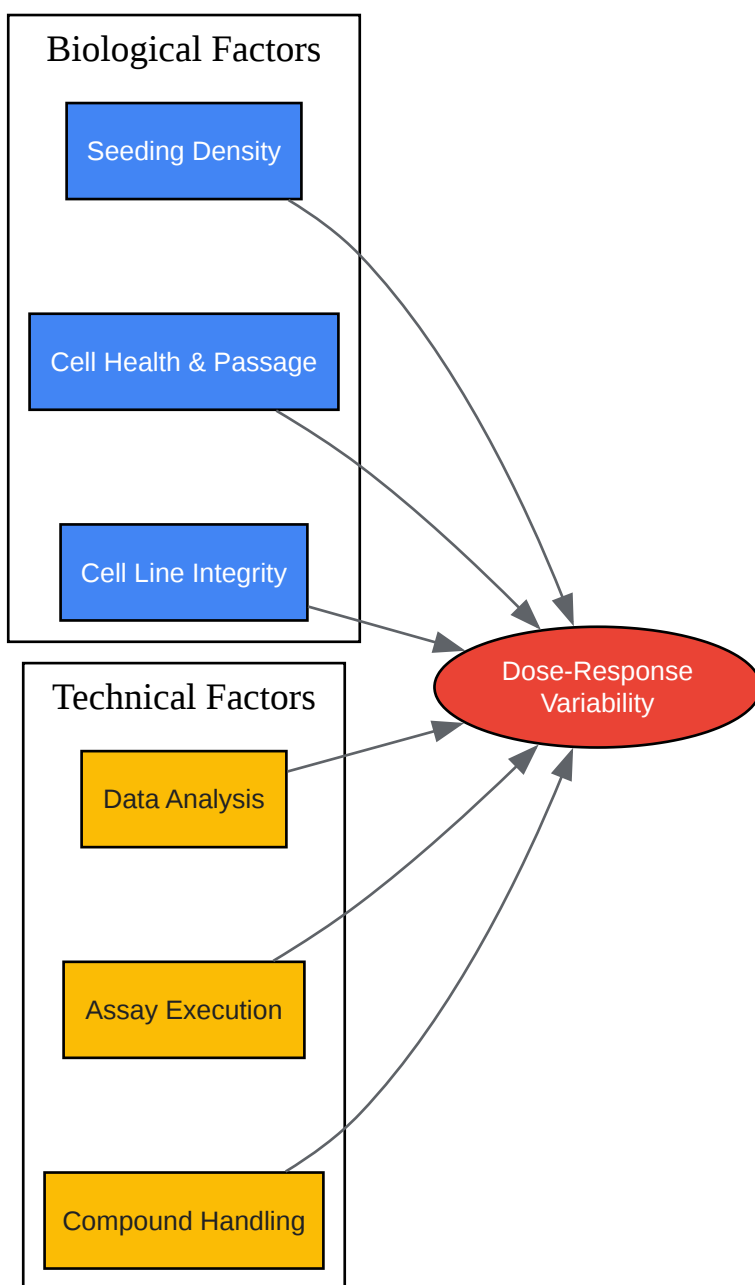 Biological Factors
Seeding Density
Cell Health & Passage
Cell Line Integrity
Dose-Response
Variability
Technical Factors
Data Analysis
Assay Execution
Compound Handling